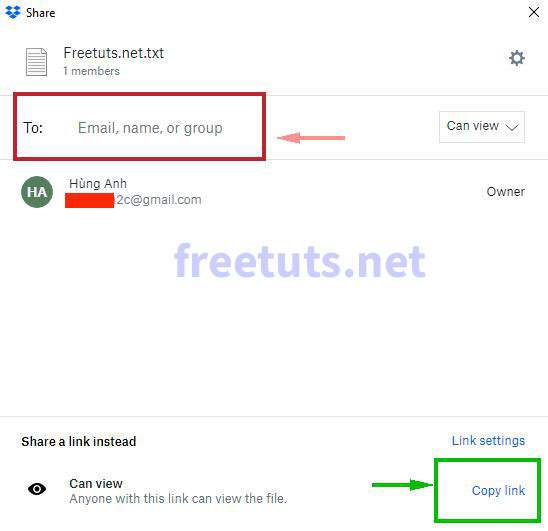 Share
Freetuts.net.txt
1 members
To: Email, name, or group
Can view
HA
Hùng Anh
2c@gmail.com
Owner
freetuts.net
Share a link instead
Link settings
Can view
Anyone with this link can view the file.
Copy link